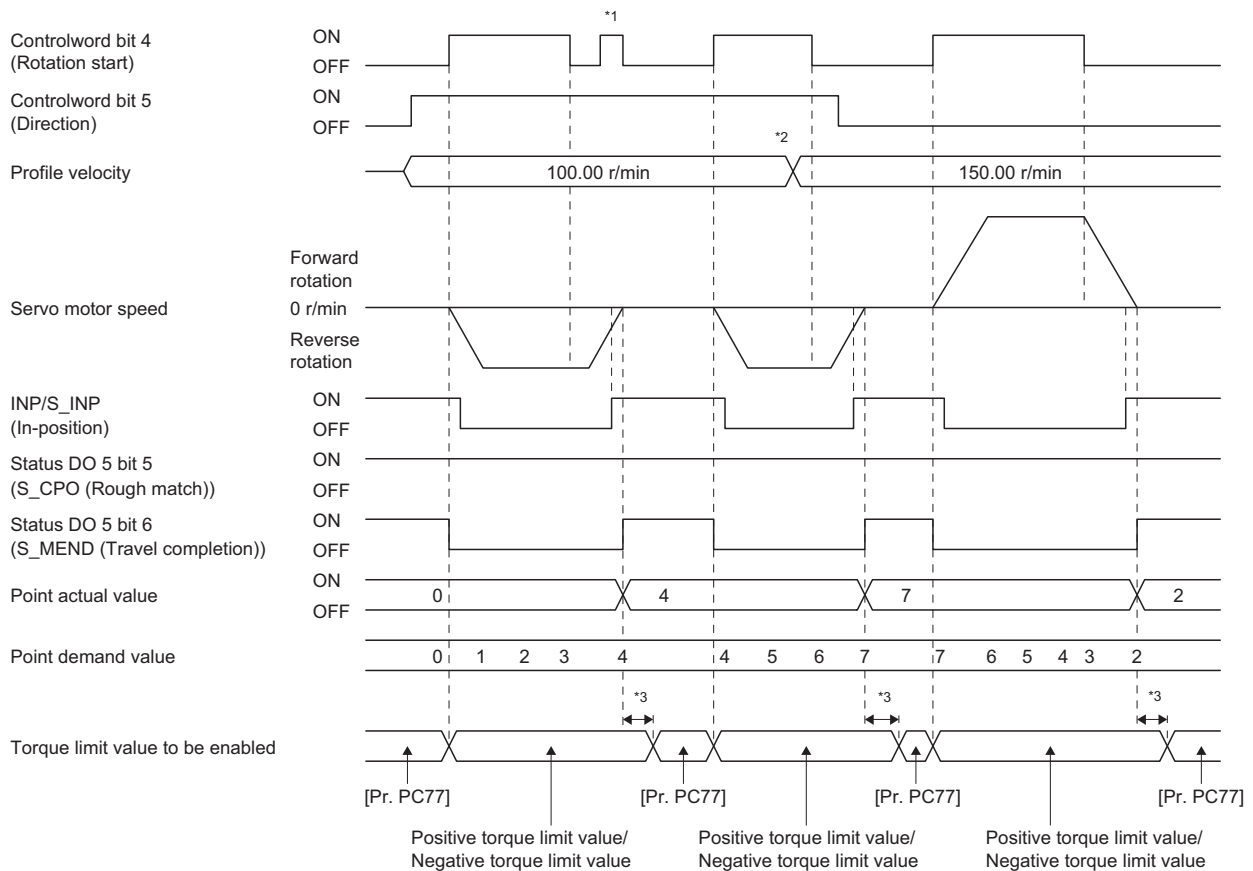 *1
Controlword bit 4
(Rotation start)
ON
OFF
Controlword bit 5
(Direction)
ON
OFF
*2
Profile velocity
100.00 r/min
150.00 r/min
Forward
rotation
Servo motor speed
0 r/min
Reverse
rotation
INP/S_INP
(In-position)
ON
OFF
Status DO 5 bit 5
(S_CPO (Rough match))
ON
OFF
Status DO 5 bit 6
(S_MEND (Travel completion))
ON
OFF
Point actual value
ON
OFF
0 4 7 2
Point demand value
0 1 2 3 4 4 5 6 7 7 6 5 4 3 2
*3 *3 *3
Torque limit value to be enabled
[Pr. PC77] [Pr. PC77] [Pr. PC77] [Pr. PC77]
Positive torque limit value/
Negative torque limit value
Positive torque limit value/
Negative torque limit value
Positive torque limit value/
Negative torque limit value